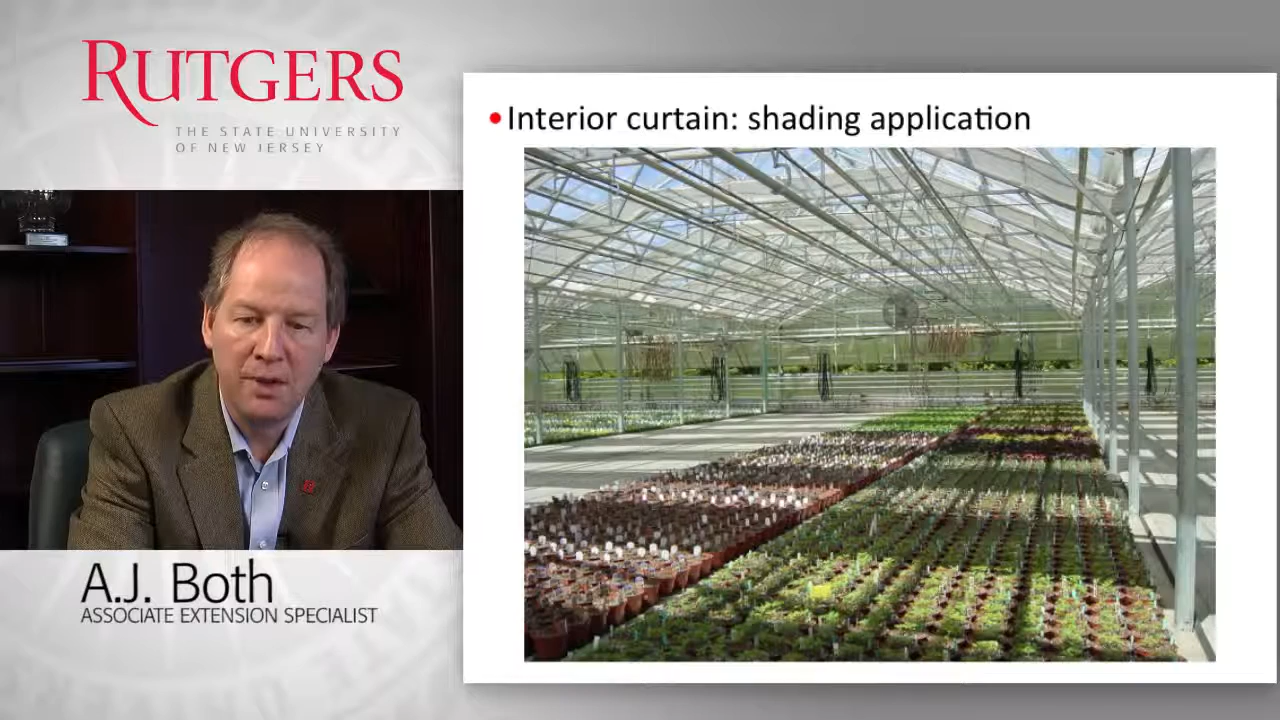 RUTGERS
THE STATE UNIVERSITY
OF NEW JERSEY
•Interior curtain: shading application
A.J. Both
ASSOCIATE EXTENSION SPECIALIST